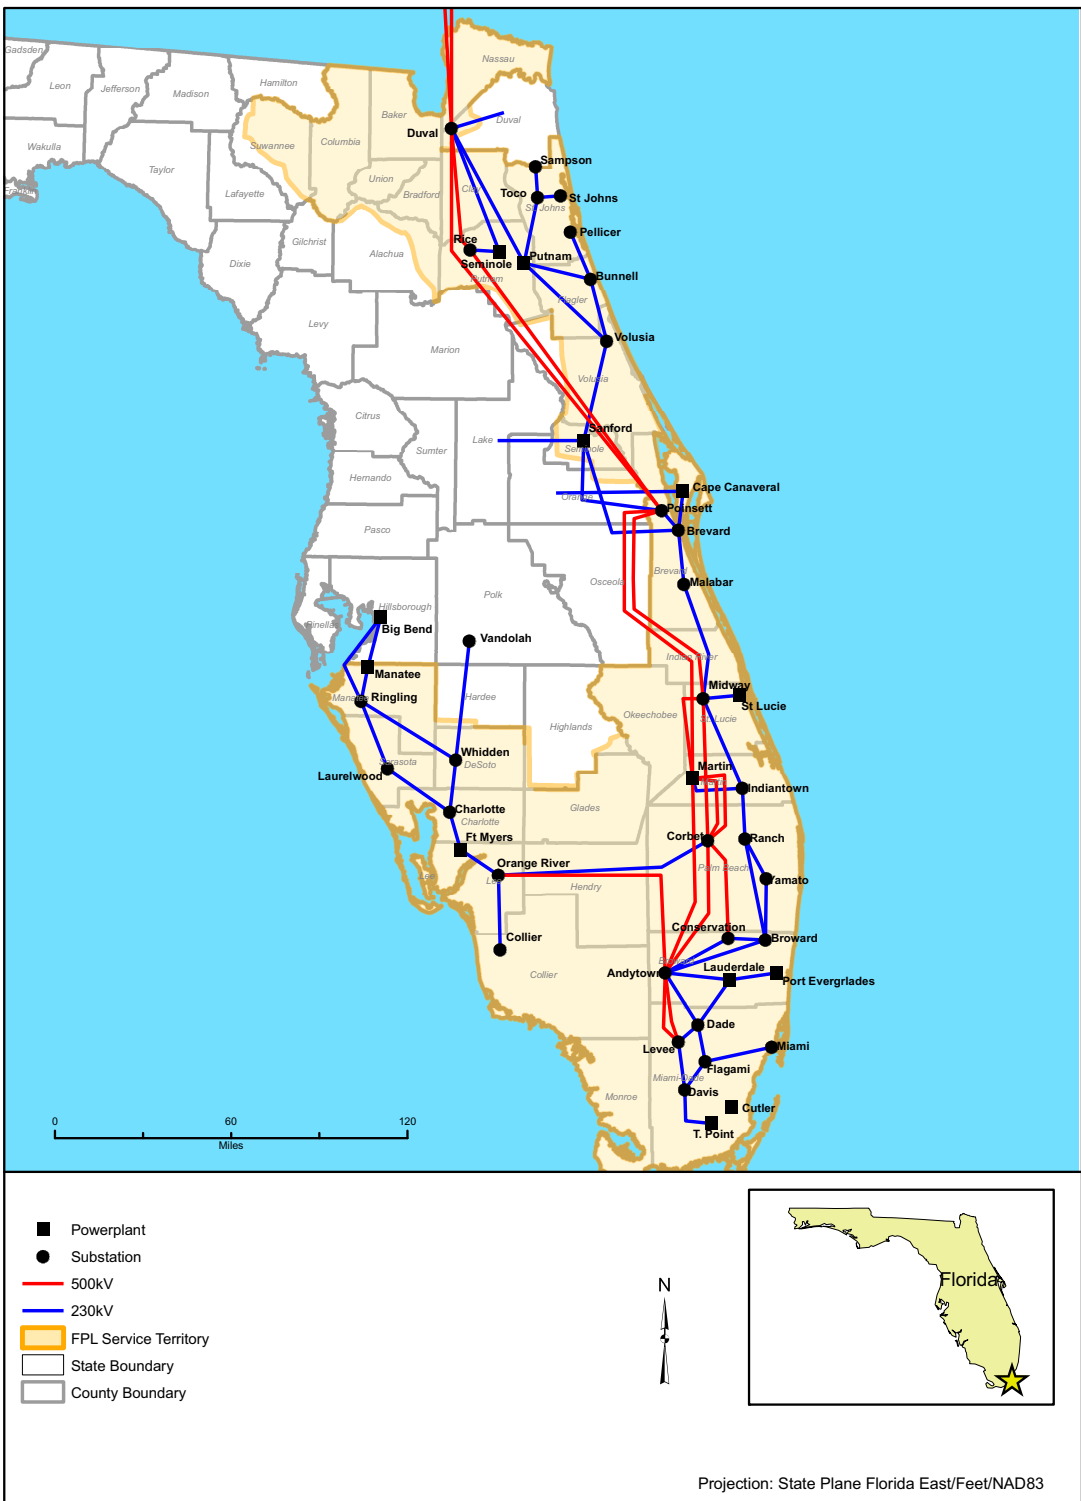 Gadsden
Leon
Jefferson
Madison
Hamilton
Nassau
Wakulla
Taylor
Suwannee
Columbia
Baker
Duval
Duval
Lafayette
Union
Bradford
Clay
Sampson
Toco
St Johns
St Johns
Dixie
Gilchrist
Alachua
Rice
Seminole
Putnam
Putnam
Pellicer
Bunnell
Flagler
Levy
Marion
Volusia
Volusia
Citrus
Sumter
Lake
Sanford
Seminole
Hernando
Orange
Cape Canaveral
Poinsett
Pasco
Brevard
Osceola
Brevard
Malabar
Polk
Hillsborough
Pinellas
Big Bend
Vandolah
Indian River
Manatee
Manatee
Ringling
Hardee
Highlands
Okeechobee
Midway
St Lucie
St. Lucie
Sarasota
Laurelwood
Whidden
DeSoto
Martin
Indiantown
Charlotte
Charlotte
Glades
Ft Myers
Corbet
Ranch
Palm Beach
Orange River
Lee
Lee
Hendry
Yamato
Collier
Collier
Conservation
Broward
Andytown
Lauderdale
Port Everglrades
Dade
Levee
Miami
Flagami
Miami-Dade
Davis
Monroe
Cutler
T. Point
0 60 120
Miles
Powerplant
Substation
500kV
230kV
FPL Service Territory
State Boundary
County Boundary
N
Florida
Projection: State Plane Florida East/Feet/NAD83